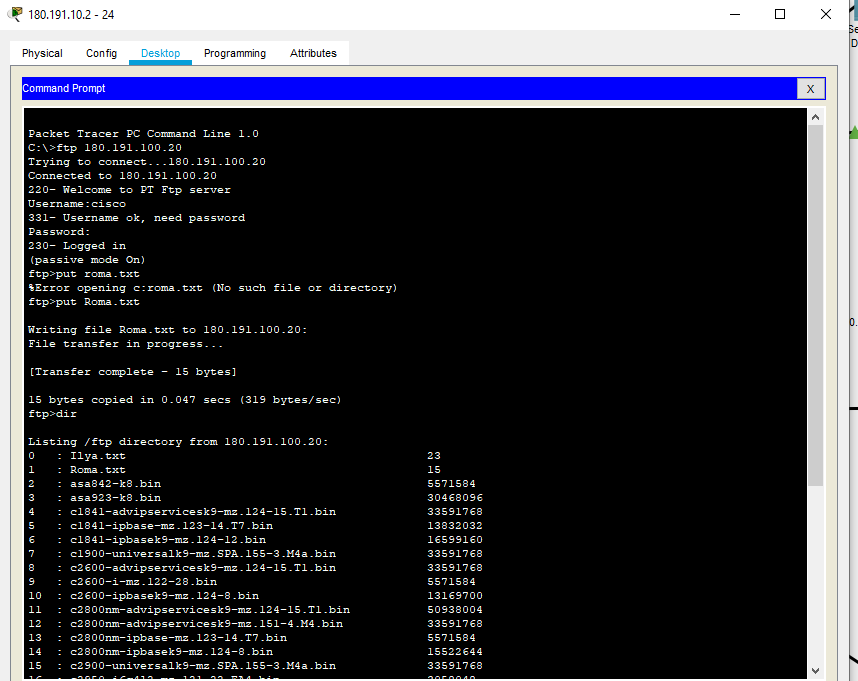 180.191.10.2 - 24
Physical Config Desktop Programming Attributes
Command Prompt
X
Packet Tracer PC Command Line 1.0
C:\>ftp 180.191.100.20
Trying to connect...180.191.100.20
Connected to 180.191.100.20
220- Welcome to PT Ftp server
Username:cisco
331- Username ok, need password
Password:
230- Logged in
(passive mode On)
ftp>put roma.txt
%Error opening c:roma.txt (No such file or directory)
ftp>put Roma.txt
Writing file Roma.txt to 180.191.100.20:
File transfer in progress...
[Transfer complete - 15 bytes]
15 bytes copied in 0.047 secs (319 bytes/sec)
ftp>dir
Listing /ftp directory from 180.191.100.20:
0 : Ilya.txt 23
1 : Roma.txt 15
2 : asa842-k8.bin 5571584
3 : asa923-k8.bin 30468096
4 : c1841-advipservicesk9-mz.124-15.T1.bin 33591768
5 : c1841-ipbase-mz.123-14.T7.bin 13832032
6 : c1841-ipbasek9-mz.124-12.bin 16599160
7 : c1900-universalk9-mz.SPA.155-3.M4a.bin 33591768
8 : c2600-advipservicesk9-mz.124-15.T1.bin 33591768
9 : c2600-i-mz.122-28.bin 5571584
10 : c2600-ipbasek9-mz.124-8.bin 13169700
11 : c2800nm-advipservicesk9-mz.124-15.T1.bin 50938004
12 : c2800nm-advipservicesk9-mz.151-4.M4.bin 33591768
13 : c2800nm-ipbase-mz.123-14.T7.bin 5571584
14 : c2800nm-ipbasek9-mz.124-8.bin 15522644
15 : c2900-universalk9-mz.SPA.155-3.M4a.bin 33591768